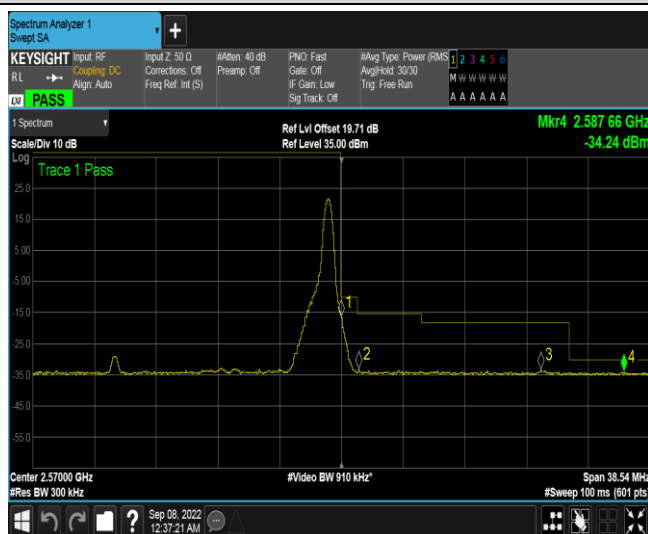 Spectrum Analyzer 1
Swept SA
+
KEYSIGHT Input: RF Input Z: 50 Ω #Atten: 40 dB PNO: Fast #Avg Type: Power (RMS 1 2 3 4 5 6
RL Coupling: DC Corrections: Off Preamp: Off Gate: Off Avg|Hold: 30/30 M W W W W W
Align: Auto Freq Ref: Int (S) IF Gain: Low Trig: Free Run
LXI PASS Sig Track: Off A A A A A A
1 Spectrum Ref Lvl Offset 19.71 dB Mkr4 2.587 66 GHz
Scale/Div 10 dB Ref Level 35.00 dBm -34.24 dBm
Log
Trace 1 Pass
25.0
15.0
5.00
-5.00
-15.0
-25.0
-35.0
-45.0
-55.0
1
2
3
4
Center 2.57000 GHz #Video BW 910 kHz* Span 38.54 MHz
#Res BW 300 kHz #Sweep 100 ms (601 pts)
? Sep 08, 2022
12:37:21 AM